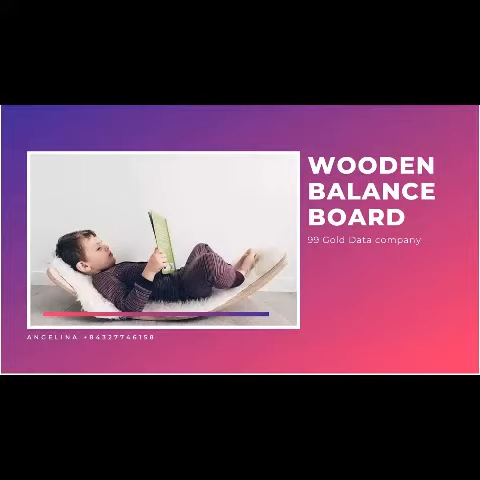 WOODEN
BALANCE
BOARD
99 Gold Data company
ANGELINA +84327746158